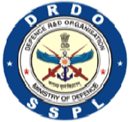 DRDO
DEFENCE R&D ORGANISATION
MINISTRY OF DEFENCE
SSPL